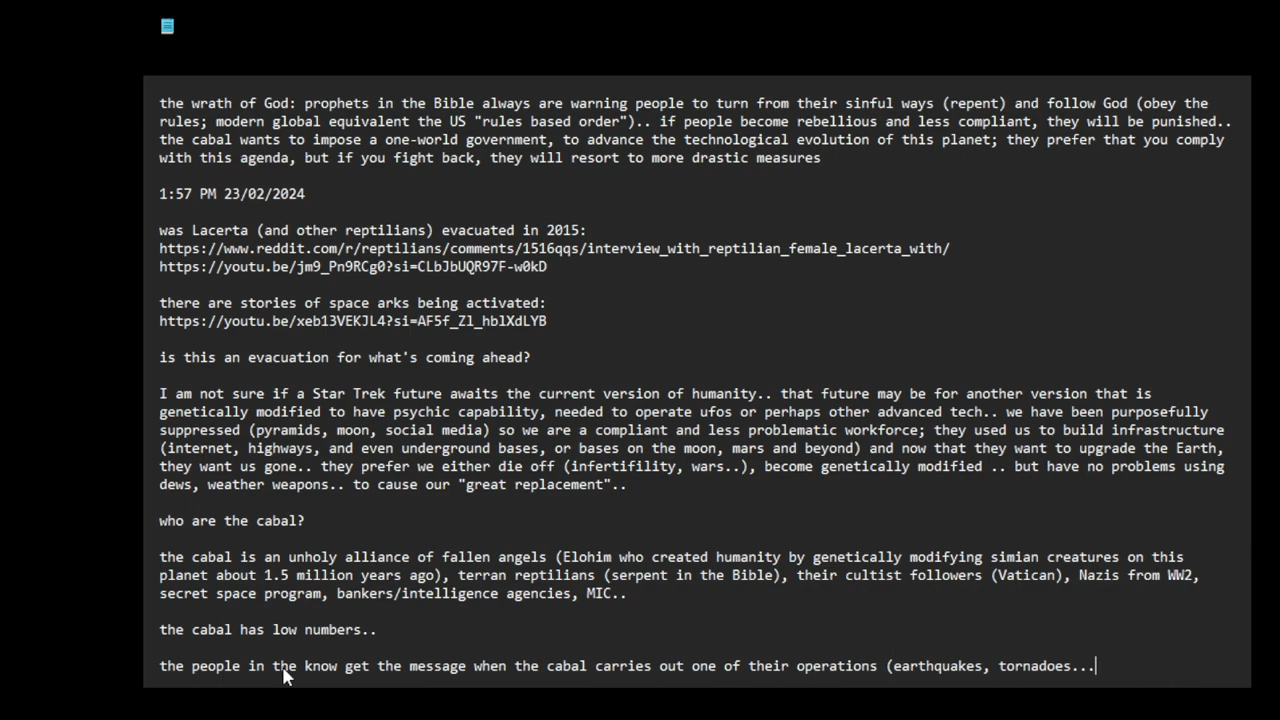 the wrath of God: prophets in the Bible always are warning people to turn from their sinful ways (repent) and follow God (obey the
rules; modern global equivalent the US "rules based order").. if people become rebellious and less compliant, they will be punished..
the cabal wants to impose a one-world government, to advance the technological evolution of this planet; they prefer that you comply
with this agenda, but if you fight back, they will resort to more drastic measures
1:57 PM 23/02/2024
was Lacerta (and other reptilians) evacuated in 2015:
https://www.reddit.com/r/reptilians/comments/1516qqs/interview_with_reptilian_female_lacerta_with/
https://youtu.be/jm9_Pn9RCg0?si=CLbJbUQR97F-w0kD
there are stories of space arks being activated:
https://youtu.be/xeb13VEKJL4?si=AF5f_Zl_hblXdLYB
is this an evacuation for what's coming ahead?
I am not sure if a Star Trek future awaits the current version of humanity.. that future may be for another version that is
genetically modified to have psychic capability, needed to operate ufos or perhaps other advanced tech.. we have been purposefully
suppressed (pyramids, moon, social media) so we are a compliant and less problematic workforce; they used us to build infrastructure
(internet, highways, and even underground bases, or bases on the moon, mars and beyond) and now that they want to upgrade the Earth,
they want us gone.. they prefer we either die off (infertifility, wars..), become genetically modified .. but have no problems using
dews, weather weapons.. to cause our "great replacement"..
who are the cabal?
the cabal is an unholy alliance of fallen angels (Elohim who created humanity by genetically modifying simian creatures on this
planet about 1.5 million years ago), terran reptilians (serpent in the Bible), their cultist followers (Vatican), Nazis from WW2,
secret space program, bankers/intelligence agencies, MIC..
the cabal has low numbers..
the people in the know get the message when the cabal carries out one of their operations (earthquakes, tornadoes...